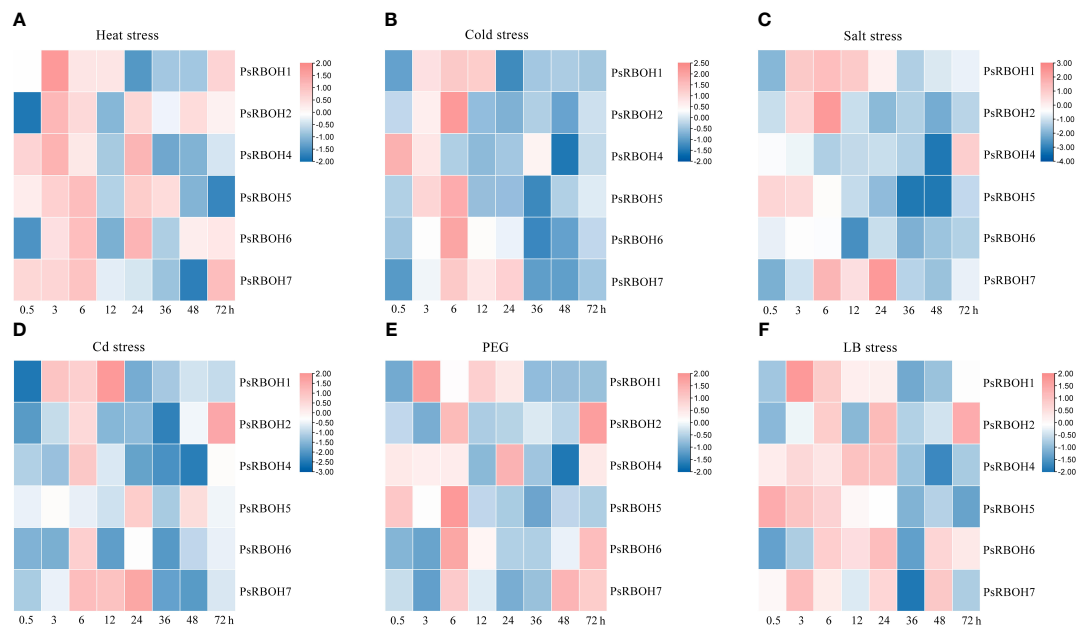 A
Heat stress
PsRBOH1
PsRBOH2
PsRBOH4
PsRBOH5
PsRBOH6
PsRBOH7
2.00
1.50
1.00
0.50
0.00
-0.50
-1.00
-1.50
-2.00
0.5 3 6 12 24 36 48 72 h
B
Cold stress
PsRBOH1
PsRBOH2
PsRBOH4
PsRBOH5
PsRBOH6
PsRBOH7
2.50
2.00
1.50
1.00
0.50
0.00
-0.50
-1.00
-1.50
-2.00
0.5 3 6 12 24 36 48 72 h
C
Salt stress
PsRBOH1
PsRBOH2
PsRBOH4
PsRBOH5
PsRBOH6
PsRBOH7
3.00
2.00
1.00
0.00
-1.00
-2.00
-3.00
-4.00
0.5 3 6 12 24 36 48 72 h
D
Cd stress
PsRBOH1
PsRBOH2
PsRBOH4
PsRBOH5
PsRBOH6
PsRBOH7
2.00
1.50
1.00
0.50
0.00
-0.50
-1.00
-1.50
-2.00
-2.50
-3.00
0.5 3 6 12 24 36 48 72 h
E
PEG
PsRBOH1
PsRBOH2
PsRBOH4
PsRBOH5
PsRBOH6
PsRBOH7
2.00
1.50
1.00
0.50
0.00
-0.50
-1.00
-1.50
-2.00
0.5 3 6 12 24 36 48 72 h
F
LB stress
PsRBOH1
PsRBOH2
PsRBOH4
PsRBOH5
PsRBOH6
PsRBOH7
2.00
1.50
1.00
0.50
0.00
-0.50
-1.00
-1.50
-2.00
0.5 3 6 12 24 36 48 72 h